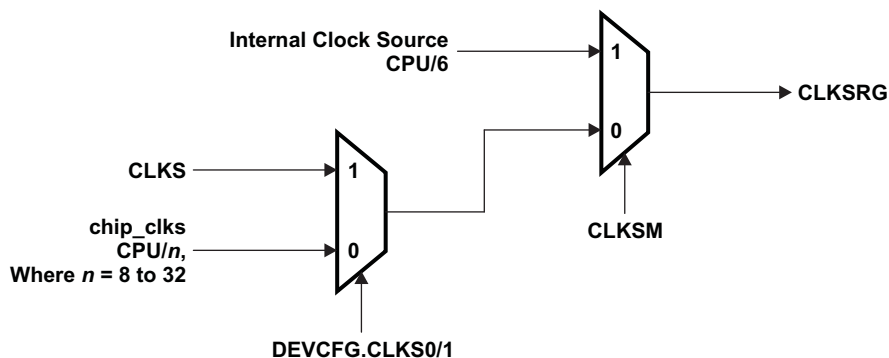 Internal Clock Source
CPU/6
1
CLKSRG
0
CLKS
1
CLKSM
chip_clks
CPU/n,
Where n = 8 to 32
0
DEVCFG.CLKS0/1